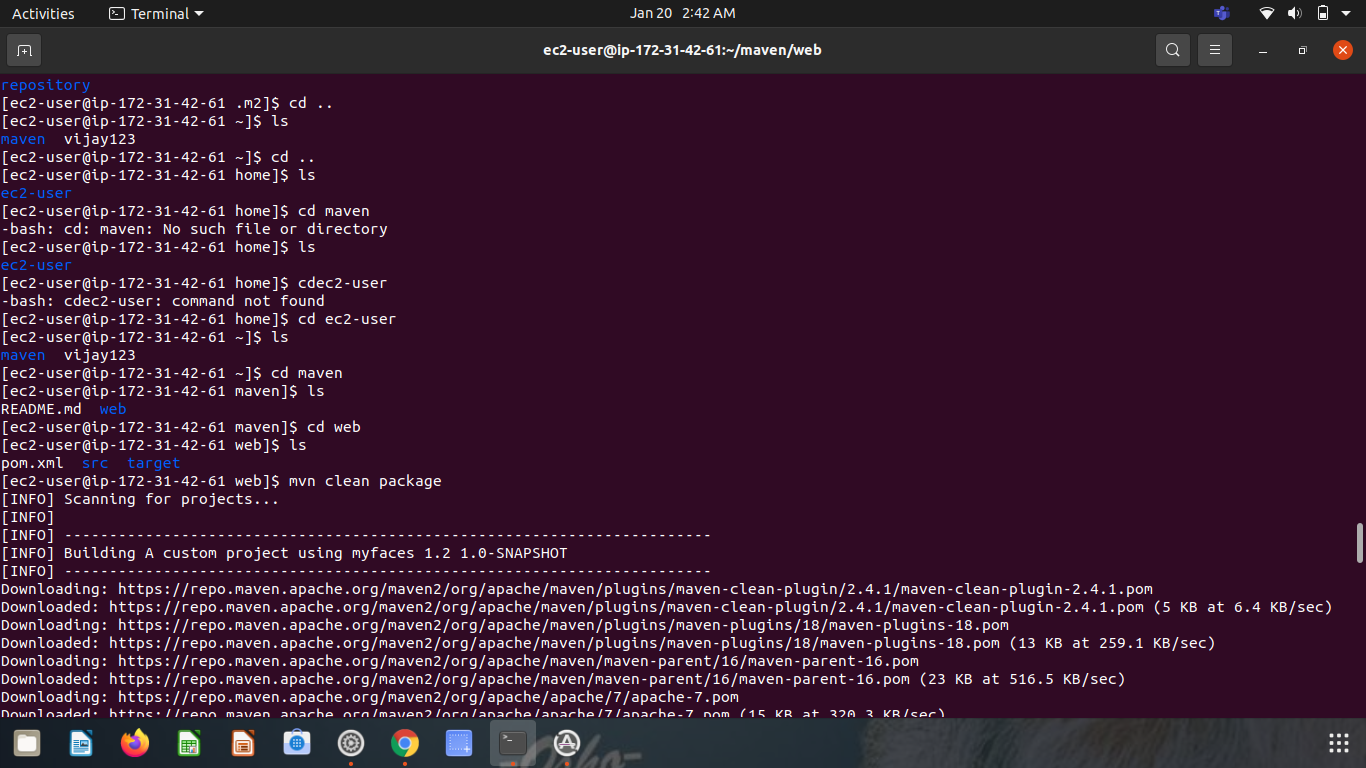 Activities Terminal Jan 20 2:42 AM
ec2-user@ip-172-31-42-61:~/maven/web
repository
[ec2-user@ip-172-31-42-61 .m2]$ cd ..
[ec2-user@ip-172-31-42-61 ~]$ ls
maven vijay123
[ec2-user@ip-172-31-42-61 ~]$ cd ..
[ec2-user@ip-172-31-42-61 home]$ ls
ec2-user
[ec2-user@ip-172-31-42-61 home]$ cd maven
-bash: cd: maven: No such file or directory
[ec2-user@ip-172-31-42-61 home]$ ls
ec2-user
[ec2-user@ip-172-31-42-61 home]$ cdec2-user
-bash: cdec2-user: command not found
[ec2-user@ip-172-31-42-61 home]$ cd ec2-user
[ec2-user@ip-172-31-42-61 ~]$ ls
maven vijay123
[ec2-user@ip-172-31-42-61 ~]$ cd maven
[ec2-user@ip-172-31-42-61 maven]$ ls
README.md web
[ec2-user@ip-172-31-42-61 maven]$ cd web
[ec2-user@ip-172-31-42-61 web]$ ls
pom.xml src target
[ec2-user@ip-172-31-42-61 web]$ mvn clean package
[INFO] Scanning for projects...
[INFO]
[INFO] ------------------------------------------------------------------------
[INFO] Building A custom project using myfaces 1.2 1.0-SNAPSHOT
[INFO] ------------------------------------------------------------------------
Downloading: https://repo.maven.apache.org/maven2/org/apache/maven/plugins/maven-clean-plugin/2.4.1/maven-clean-plugin-2.4.1.pom
Downloaded: https://repo.maven.apache.org/maven2/org/apache/maven/plugins/maven-clean-plugin/2.4.1/maven-clean-plugin-2.4.1.pom (5 KB at 6.4 KB/sec)
Downloading: https://repo.maven.apache.org/maven2/org/apache/maven/plugins/maven-plugins/18/maven-plugins-18.pom
Downloaded: https://repo.maven.apache.org/maven2/org/apache/maven/plugins/maven-plugins/18/maven-plugins-18.pom (13 KB at 259.1 KB/sec)
Downloading: https://repo.maven.apache.org/maven2/org/apache/maven/maven-parent/16/maven-parent-16.pom
Downloaded: https://repo.maven.apache.org/maven2/org/apache/maven/maven-parent/16/maven-parent-16.pom (23 KB at 516.5 KB/sec)
Downloading: https://repo.maven.apache.org/maven2/org/apache/apache/7/apache-7.pom
Downloaded: https://repo.maven.apache.org/maven2/org/apache/apache/7/apache-7.pom (15 KB at 320.3 KB/sec)